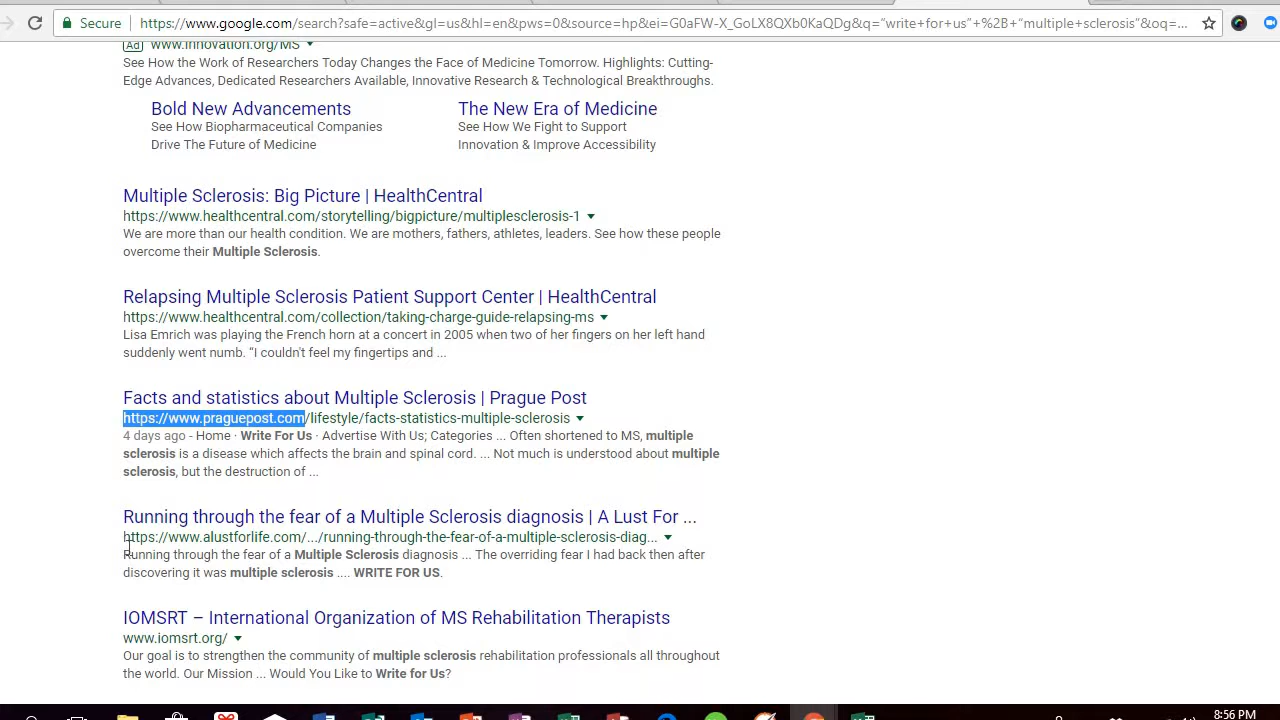 Secure https://www.google.com/search?safe=active&gl=us&hl=en&pws=0&source=hp&ei=G0aFW-X_GoLX8QXb0KaQDg&q="write+for+us"+%2B+"multiple+sclerosis"&oq=...
Ad www.innovation.org/MS
See How the Work of Researchers Today Changes the Face of Medicine Tomorrow. Highlights: Cutting-
Edge Advances, Dedicated Researchers Available, Innovative Research & Technological Breakthroughs.
Bold New Advancements
See How Biopharmaceutical Companies
Drive The Future of Medicine
The New Era of Medicine
See How We Fight to Support
Innovation & Improve Accessibility
Multiple Sclerosis: Big Picture | HealthCentral
https://www.healthcentral.com/storytelling/bigpicture/multiplesclerosis-1
We are more than our health condition. We are mothers, fathers, athletes, leaders. See how these people
overcome their Multiple Sclerosis.
Relapsing Multiple Sclerosis Patient Support Center | HealthCentral
https://www.healthcentral.com/collection/taking-charge-guide-relapsing-ms
Lisa Emrich was playing the French horn at a concert in 2005 when two of her fingers on her left hand
suddenly went numb. "I couldn't feel my fingertips and ...
Facts and statistics about Multiple Sclerosis | Prague Post
https://www.praguepost.com/lifestyle/facts-statistics-multiple-sclerosis
4 days ago - Home · Write For Us · Advertise With Us; Categories ... Often shortened to MS, multiple
sclerosis is a disease which affects the brain and spinal cord. ... Not much is understood about multiple
sclerosis, but the destruction of ...
Running through the fear of a Multiple Sclerosis diagnosis | A Lust For ...
https://www.alustforlife.com/.../running-through-the-fear-of-a-multiple-sclerosis-diag...
Running through the fear of a Multiple Sclerosis diagnosis ... The overriding fear I had back then after
discovering it was multiple sclerosis .... WRITE FOR US.
IOMSRT – International Organization of MS Rehabilitation Therapists
www.iomsrt.org/
Our goal is to strengthen the community of multiple sclerosis rehabilitation professionals all throughout
the world. Our Mission ... Would You Like to Write for Us?
8:56 PM